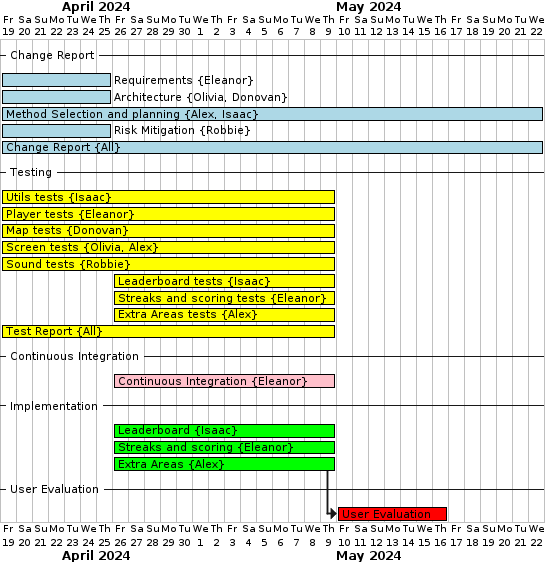 April 2024 May 2024
Fr Sa Su Mo Tu We Th Fr Sa Su Mo Tu We Th Fr Sa Su Mo Tu We Th Fr Sa Su Mo Tu We Th Fr Sa Su Mo Tu We
19 20 21 22 23 24 25 26 27 28 29 30 1 2 3 4 5 6 7 8 9 10 11 12 13 14 15 16 17 18 19 20 21 22
Change Report
Requirements {Eleanor}
Architecture {Olivia, Donovan}
Method Selection and planning {Alex, Isaac}
Risk Mitigation {Robbie}
Change Report {All}
Testing
Utils tests {Isaac}
Player tests {Eleanor}
Map tests {Donovan}
Screen tests {Olivia, Alex}
Sound tests {Robbie}
Leaderboard tests {Isaac}
Streaks and scoring tests {Eleanor}
Extra Areas tests {Alex}
Test Report {All}
Continuous Integration
Continuous Integration {Eleanor}
Implementation
Leaderboard {Isaac}
Streaks and scoring {Eleanor}
Extra Areas {Alex}
User Evaluation
User Evaluation
Fr Sa Su Mo Tu We Th Fr Sa Su Mo Tu We Th Fr Sa Su Mo Tu We Th Fr Sa Su Mo Tu We Th Fr Sa Su Mo Tu We
19 20 21 22 23 24 25 26 27 28 29 30 1 2 3 4 5 6 7 8 9 10 11 12 13 14 15 16 17 18 19 20 21 22
April 2024 May 2024